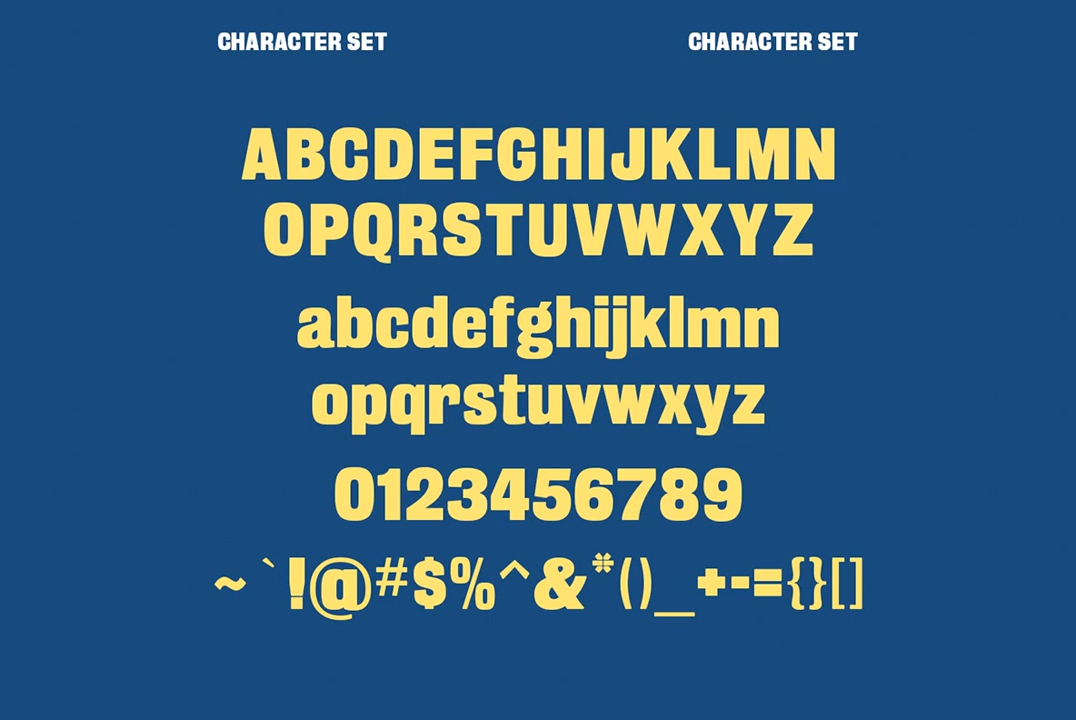 CHARACTER SET CHARACTER SET
ABCDEFGHIJKLMN
OPQRSTUVWXYZ
abcdefghijklmn
opqrstuvwxyz
0123456789
~`!@#$%^&*()_+-={}[]